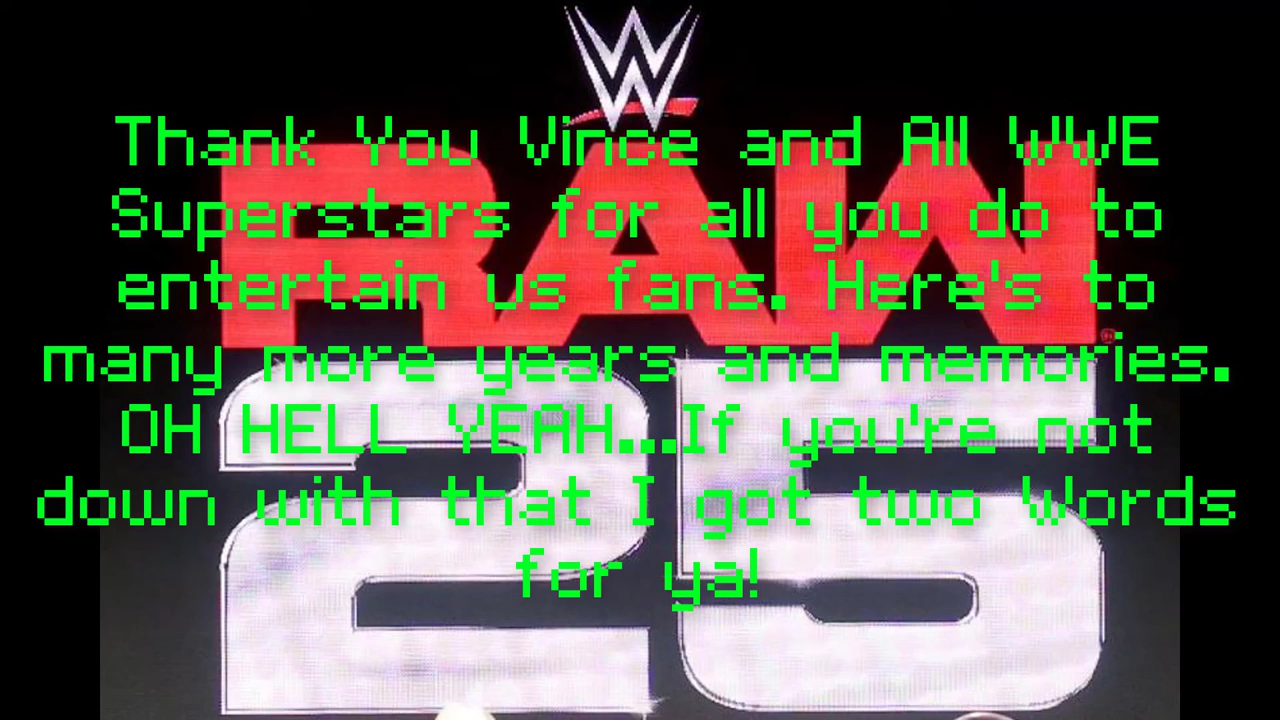 W
Thank You Vince and All WWE
RAW
Superstars for all you do to
entertain us fans. Here's to
many more years and memories.
25
OH HELL YEAH...If you're not
down with that I got two Words
for ya!